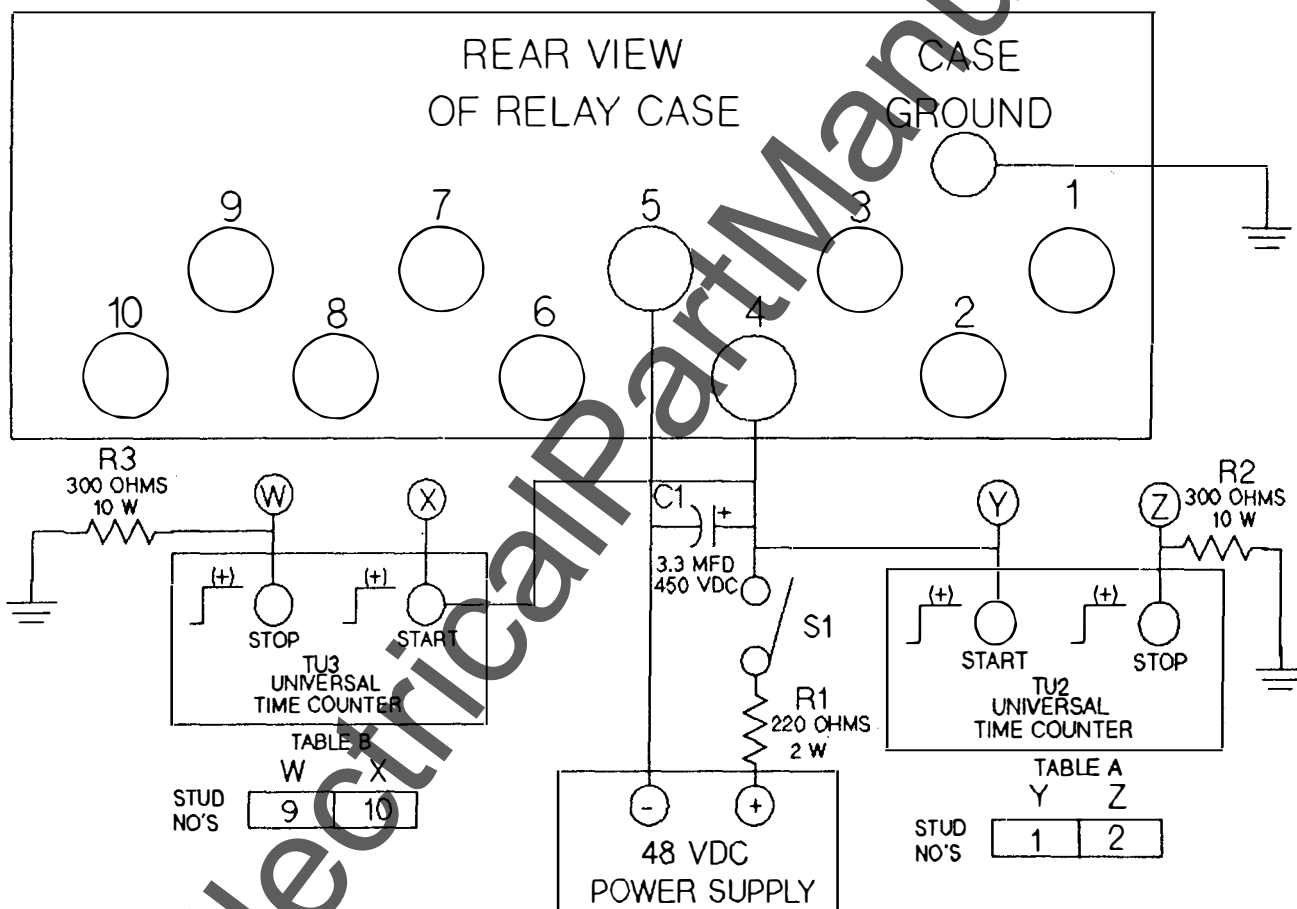 REAR VIEW
OF RELAY CASE
CASE
GROUND
9
7
5
3
1
10
8
6
4
2
R3
300 OHMS
10 W
W
X
C1
+
3.3 MFD
450 VDC
Y
Z
R2
300 OHMS
10 W
(+)
(+)
STOP
START
TU3
UNIVERSAL
TIME COUNTER
S1
(+)
(+)
START
STOP
TU2
UNIVERSAL
TIME COUNTER
R1
220 OHMS
2 W
TABLE B
W X
STUD
NO'S
9 10
- +
48 VDC
POWER SUPPLY
TABLE A
Y Z
STUD
NO'S
1 2
ElectricalPartManu